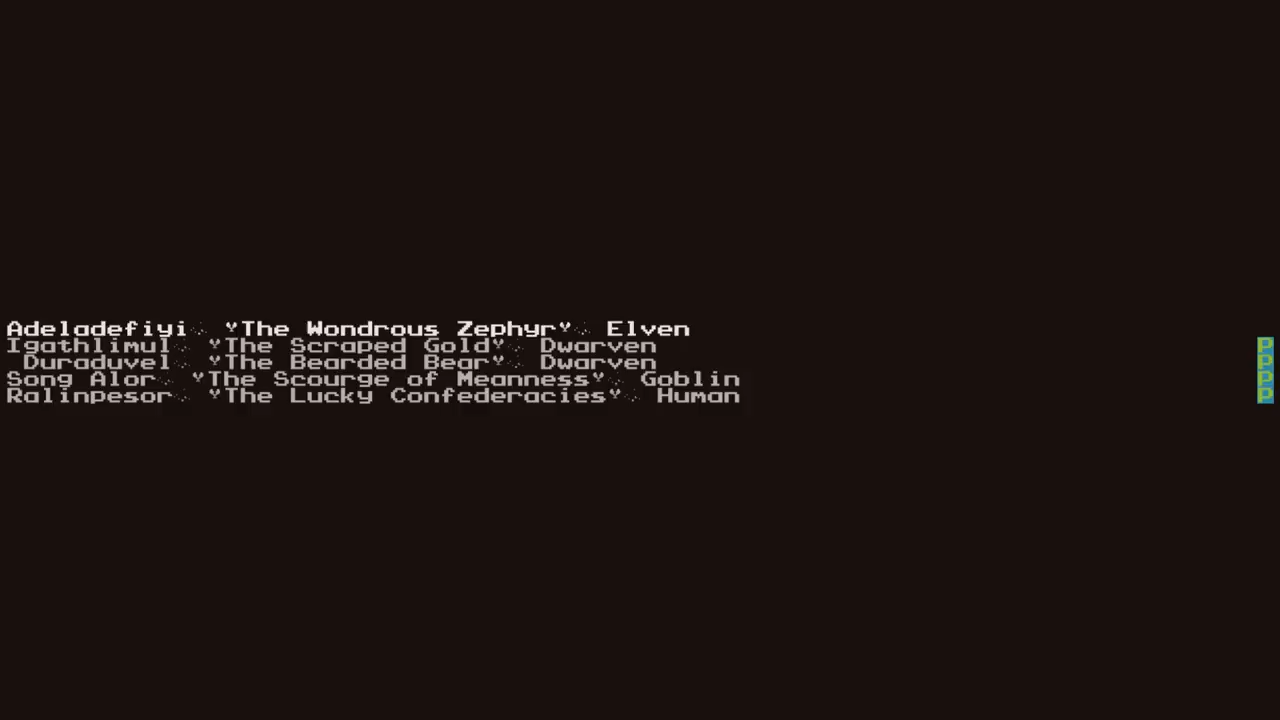 Adeladefiyi, "The Wondrous Zephyr", Elven
Igathlimul, "The Scraped Gold", Dwarven
Duraduvel, "The Bearded Bear", Dwarven
Song Alor, "The Scourge of Meanness", Goblin
Ralinpesor, "The Lucky Confederacies", Human
P
P
P
P